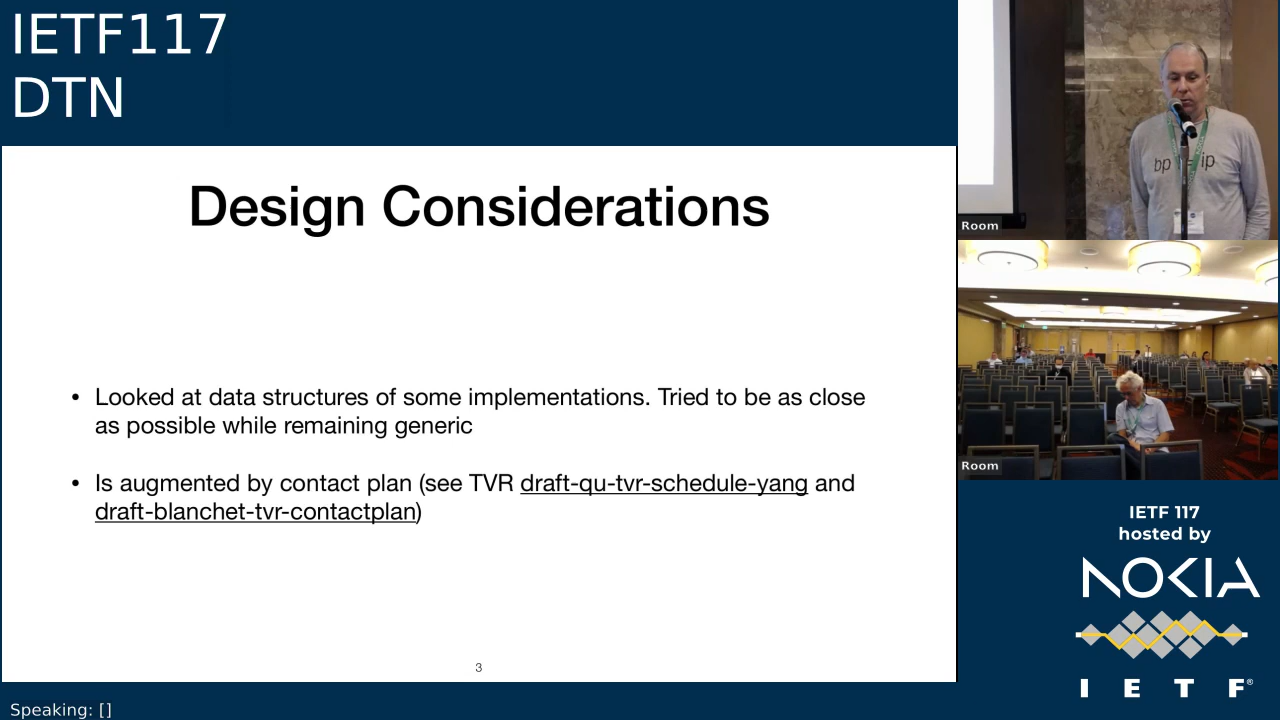 IETF117
DTN
Design Considerations
• Looked at data structures of some implementations. Tried to be as close
as possible while remaining generic
• Is augmented by contact plan (see TVR draft-qu-tvr-schedule-yang and
draft-blanchet-tvr-contactplan)
3
Speaking: []
bp ip
Room
Room
IETF 117
hosted by
NOKIA
I E T F®